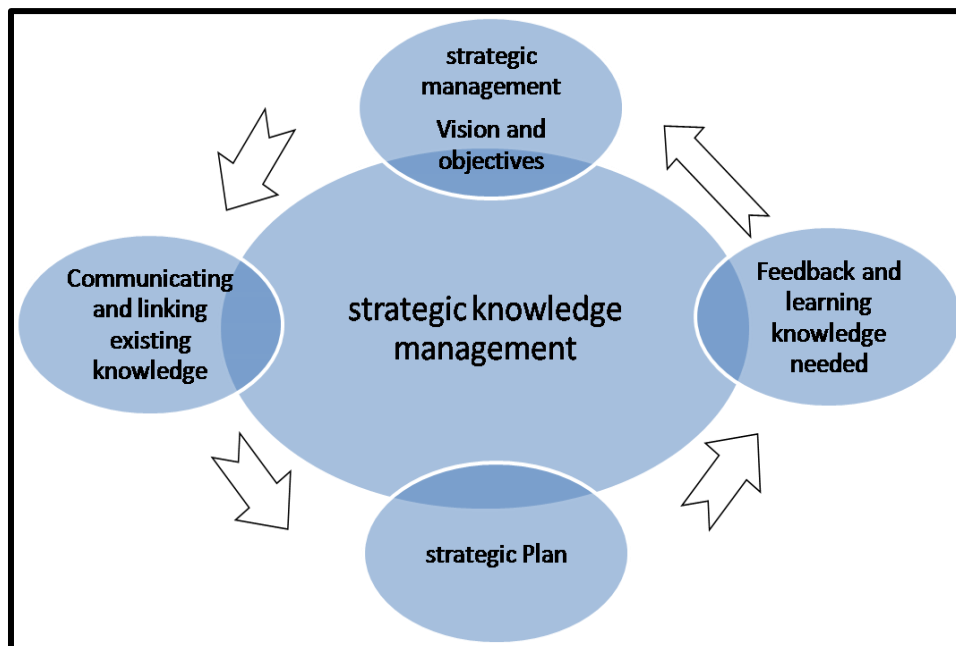 strategic
management
Vision and
objectives
Communicating
and linking
existing
knowledge
strategic knowledge
management
Feedback and
learning
knowledge
needed
strategic Plan